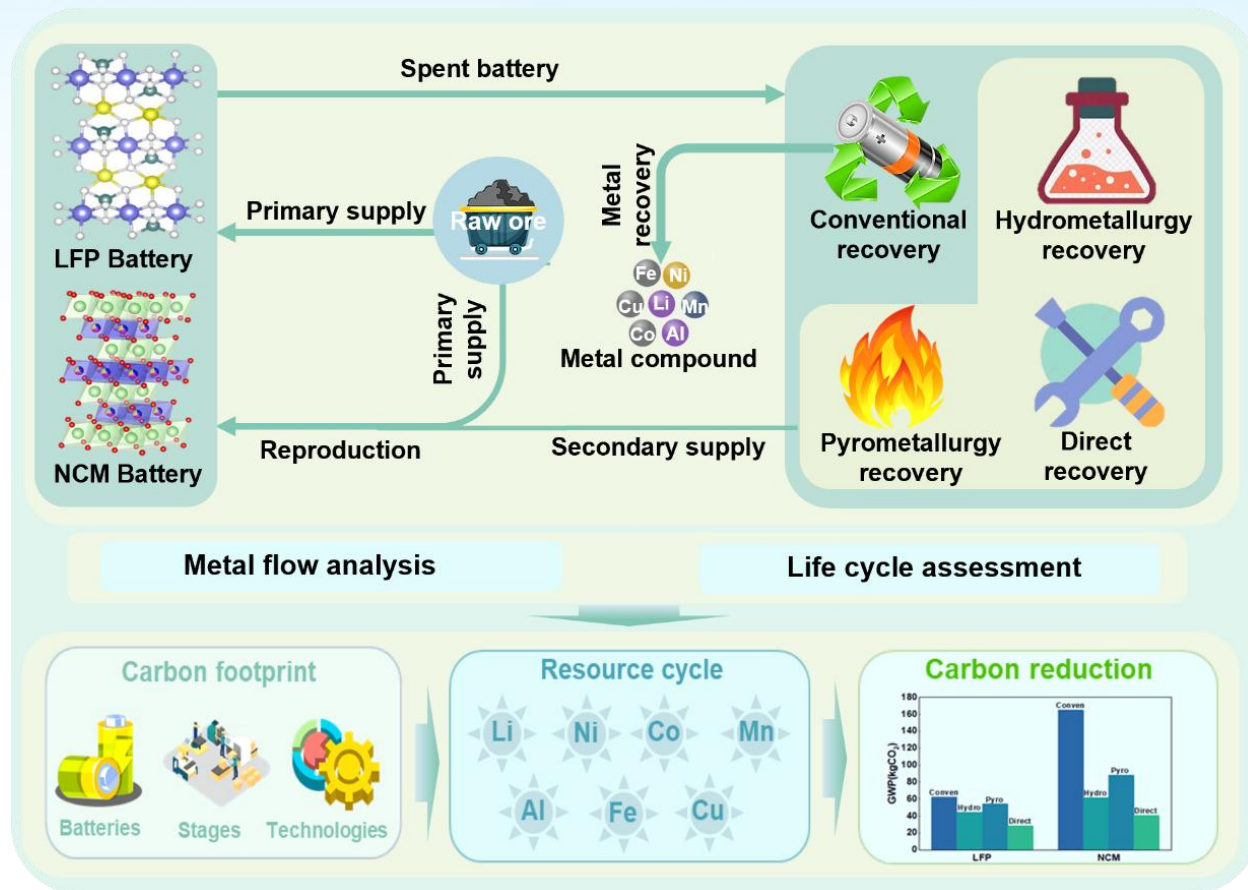 Spent battery
Primary supply
Raw ore
LFP Battery
Metal
recovery
Fe
Ni
Cu
Li
Mn
Co
Al
Metal compound
Primary
supply
Conventional
recovery
Hydrometallurgy
recovery
NCM Battery
Reproduction
Secondary supply
Pyrometallurgy
recovery
Direct
recovery
Metal flow analysis
Life cycle assessment
Carbon footprint
Batteries
Stages
Technologies
Resource cycle
Li
Ni
Co
Mn
Al
Fe
Cu
Carbon reduction
GWP(kgCO₂)
180
160
140
120
100
80
60
40
20
0
Conven
Hydro
Pyro
Direct
Conven
Hydro
Pyro
Direct
LFP
NCM